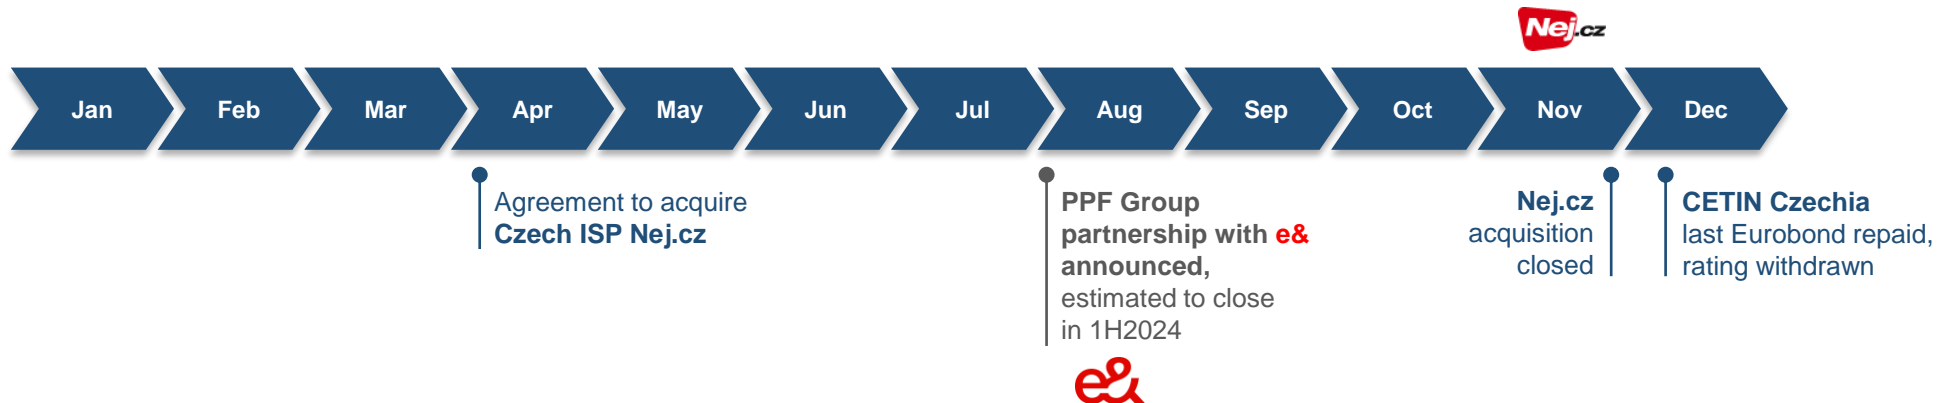 Nej.cz
Jan Feb Mar Apr May Jun Jul Aug Sep Oct Nov Dec
Agreement to acquire
Czech ISP Nej.cz
PPF Group
partnership with e&
announced,
estimated to close
in 1H2024
e&
Nej.cz
acquisition
closed
CETIN Czechia
last Eurobond repaid,
rating withdrawn